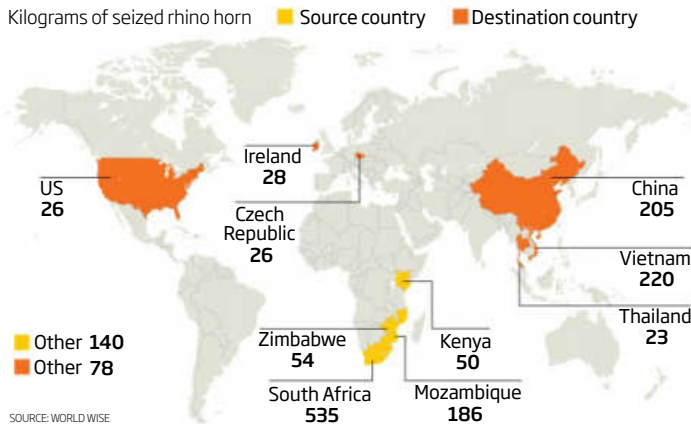 Kilograms of seized rhino horn
Source country
Destination country
US
26
Ireland
28
Czech
Republic
26
China
205
Vietnam
220
Thailand
23
Other 140
Other 78
Zimbabwe
54
Kenya
50
South Africa
535
Mozambique
186
SOURCE: WORLD WISE